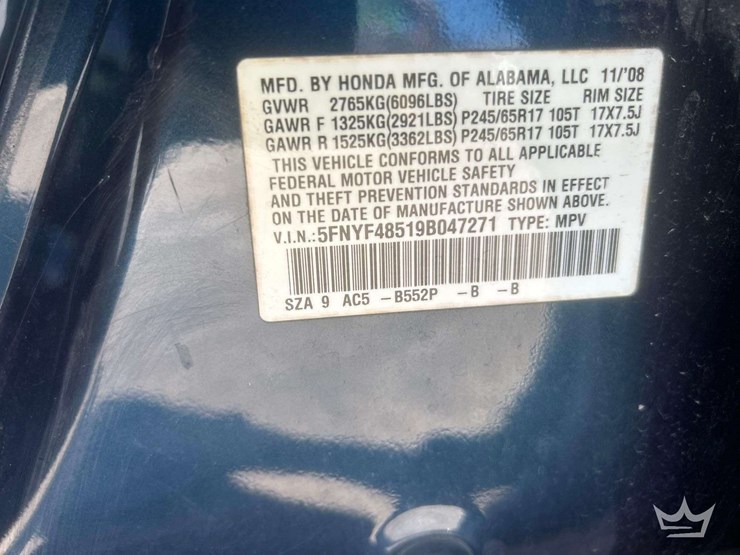 MFD. BY HONDA MFG. OF ALABAMA, LLC 11/'08
GVWR 2765KG(6096LBS) TIRE SIZE RIM SIZE
GAWR F 1325KG(2921LBS) P245/65R17 105T 17X7.5J
GAWR R 1525KG(3362LBS) P245/65R17 105T 17X7.5J
THIS VEHICLE CONFORMS TO ALL APPLICABLE
FEDERAL MOTOR VEHICLE SAFETY
AND THEFT PREVENTION STANDARDS IN EFFECT
ON THE DATE OF MANUFACTURE SHOWN ABOVE.
V.I.N.:5FNYF48519B047271 TYPE: MPV
SZA 9 AC5 -B552P -B -B